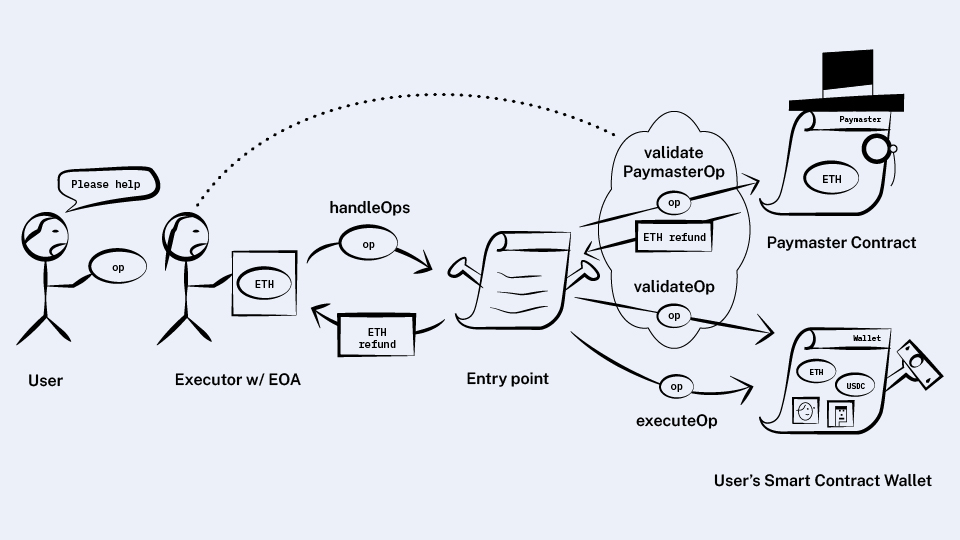 Please help
op
User
ETH
Executor w/ EOA
handleOps
op
ETH
refund
Entry point
validate
PaymasterOp
op
ETH refund
validateOp
op
op
executeOp
Paymaster
ETH
Paymaster Contract
Wallet
ETH
USDC
User’s Smart Contract Wallet